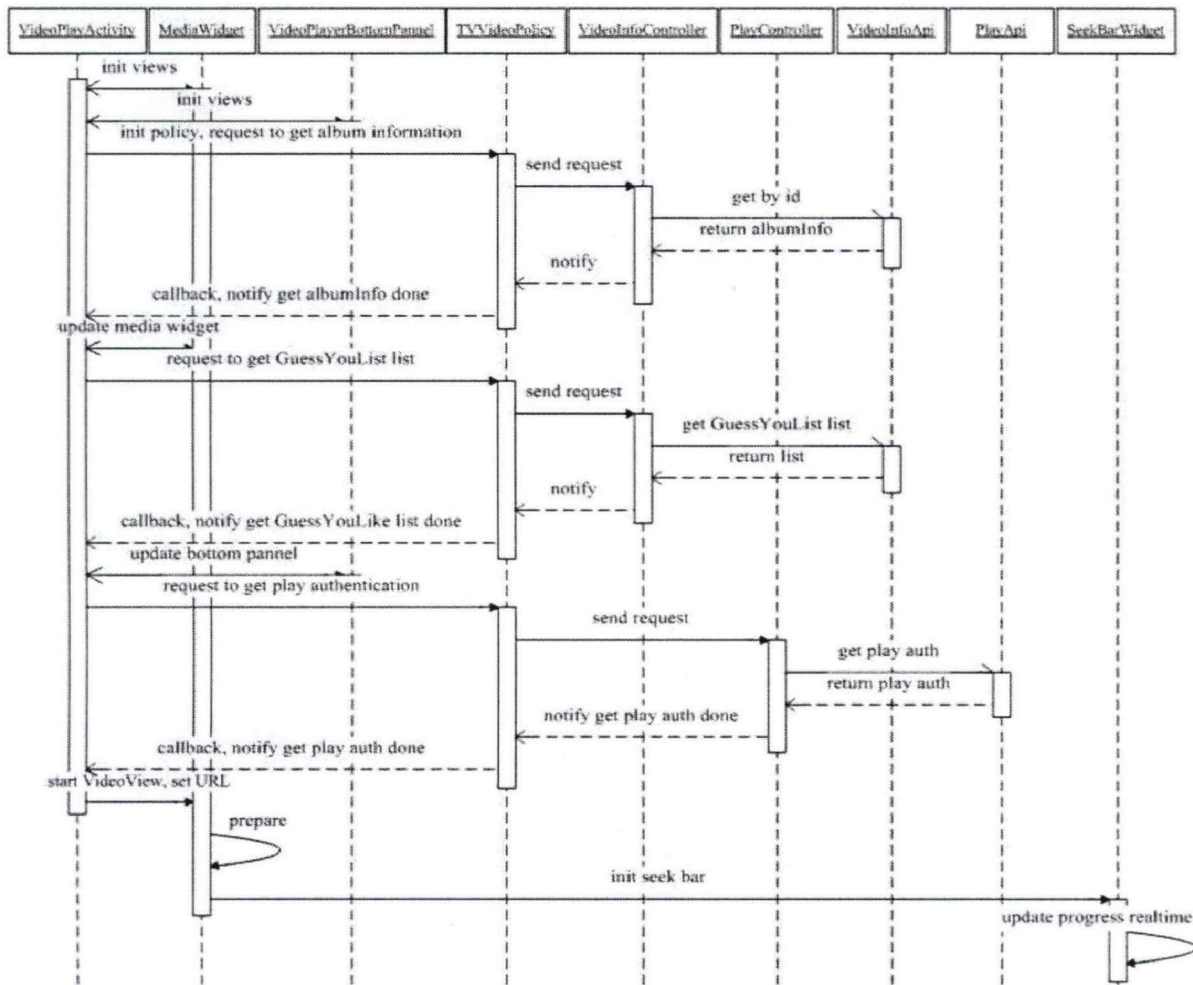 VideoPlayActivity
MediaWidget
VideoPlayerBottomPannel
TVVideoPolicy
VideoInfoController
PlayController
VideoInfoApi
PlayApi
SeekBarWidget
init views
init views
init policy, request to get album information
send request
get by id
return albumInfo
notify
callback, notify get albumInfo done
update media widget
request to get GuessYouList list
send request
get GuessYouList list
return list
notify
callback, notify get GuessYouLike list done
update bottom pannel
request to get play authentication
send request
get play auth
return play auth
notify get play auth done
callback, notify get play auth done
start VideoView, set URL
prepare
init seek bar
update progress realtime